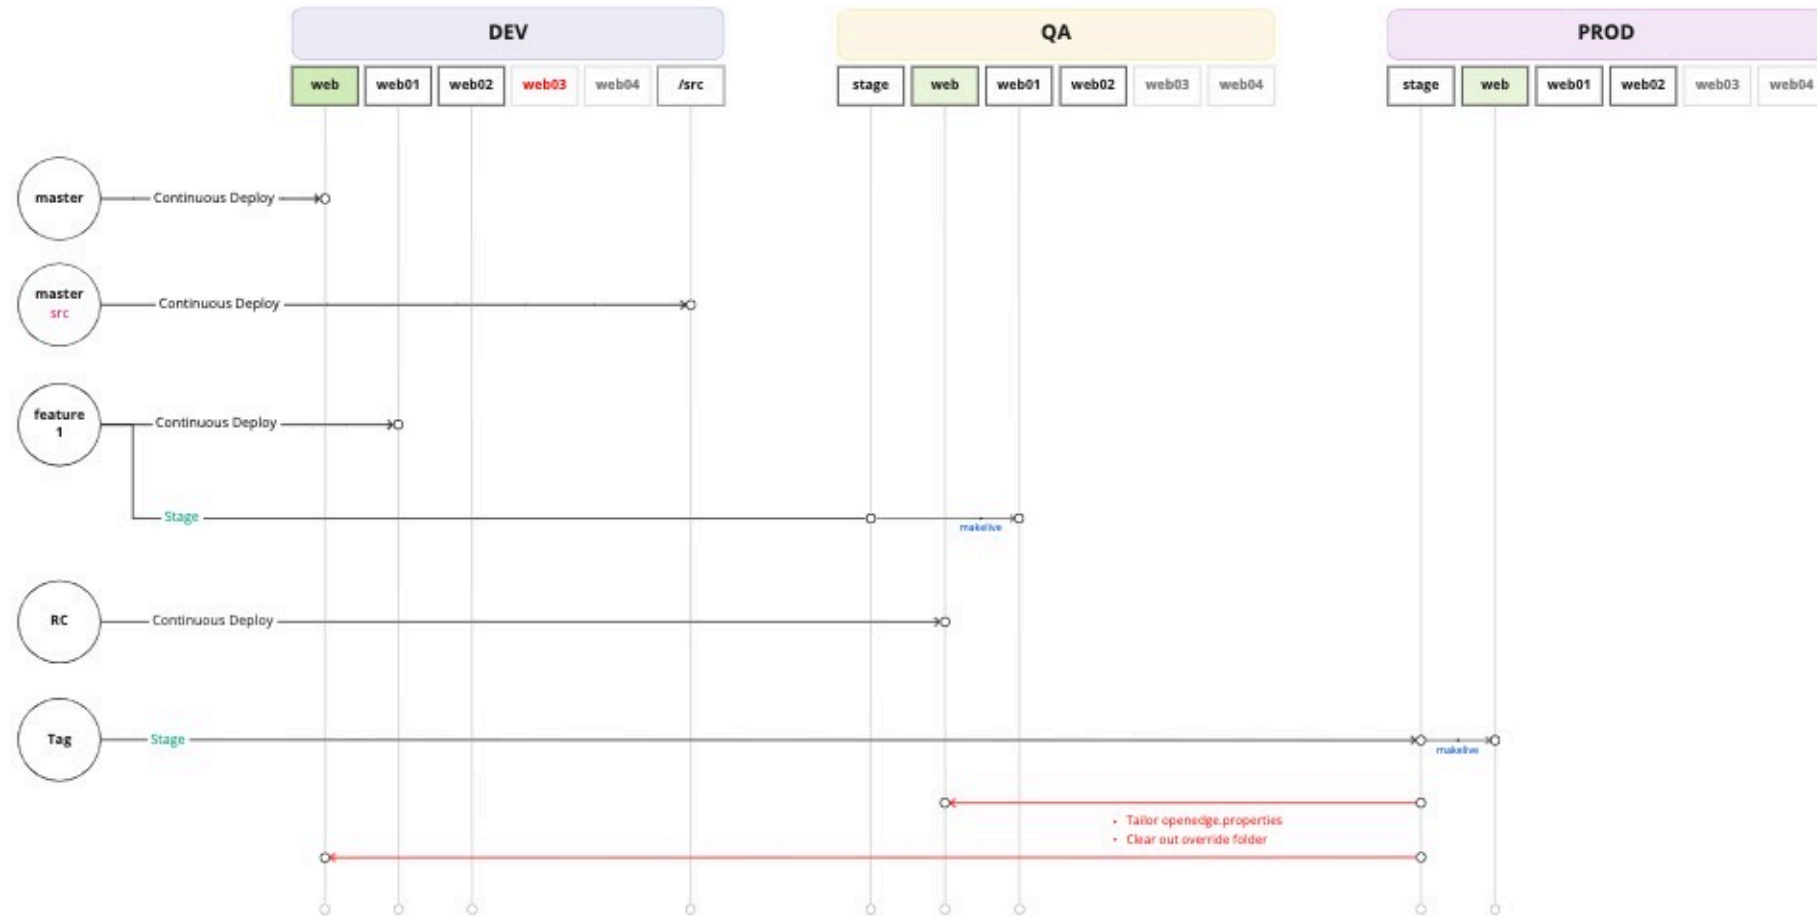 DEV
QA
PROD
web
web01
web02
web03
web04
/src
stage
web
web01
web02
web03
web04
stage
web
web01
web02
web03
web04
master
Continuous Deploy
master
src
Continuous Deploy
feature
1
Continuous Deploy
Stage
makelive
RC
Continuous Deploy
Tag
Stage
makelive
• Tailor openedge.properties
• Clear out override folder